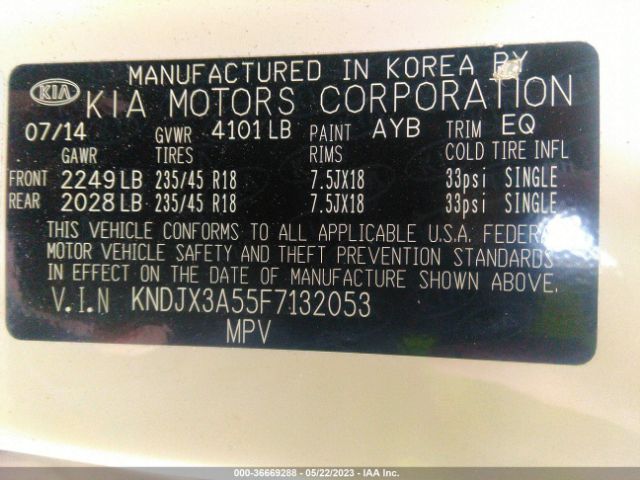 MANUFACTURED IN KOREA BY
KIA KIA MOTORS CORPORATION
07/14 GVWR 4101 LB PAINT AYB TRIM EQ
GAWR TIRES RIMS COLD TIRE INFL
FRONT 2249 LB 235/45 R18 7.5JX18 33psi SINGLE
REAR 2028 LB 235/45 R18 7.5JX18 33psi SINGLE
THIS VEHICLE CONFORMS TO ALL APPLICABLE U.S.A. FEDERA
MOTOR VEHICLE SAFETY AND THEFT PREVENTION STANDARDS
IN EFFECT ON THE DATE OF MANUFACTURE SHOWN ABOVE.
V.I.N KNDJX3A55F7132053
MPV
000-36669288 - 05/22/2023 - IAA Inc.